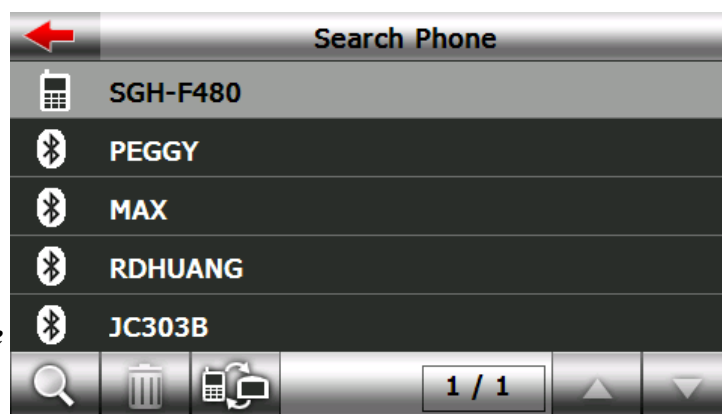 Search Phone
SGH-F480
PEGGY
MAX
RDHUANG
JC303B
1 / 1